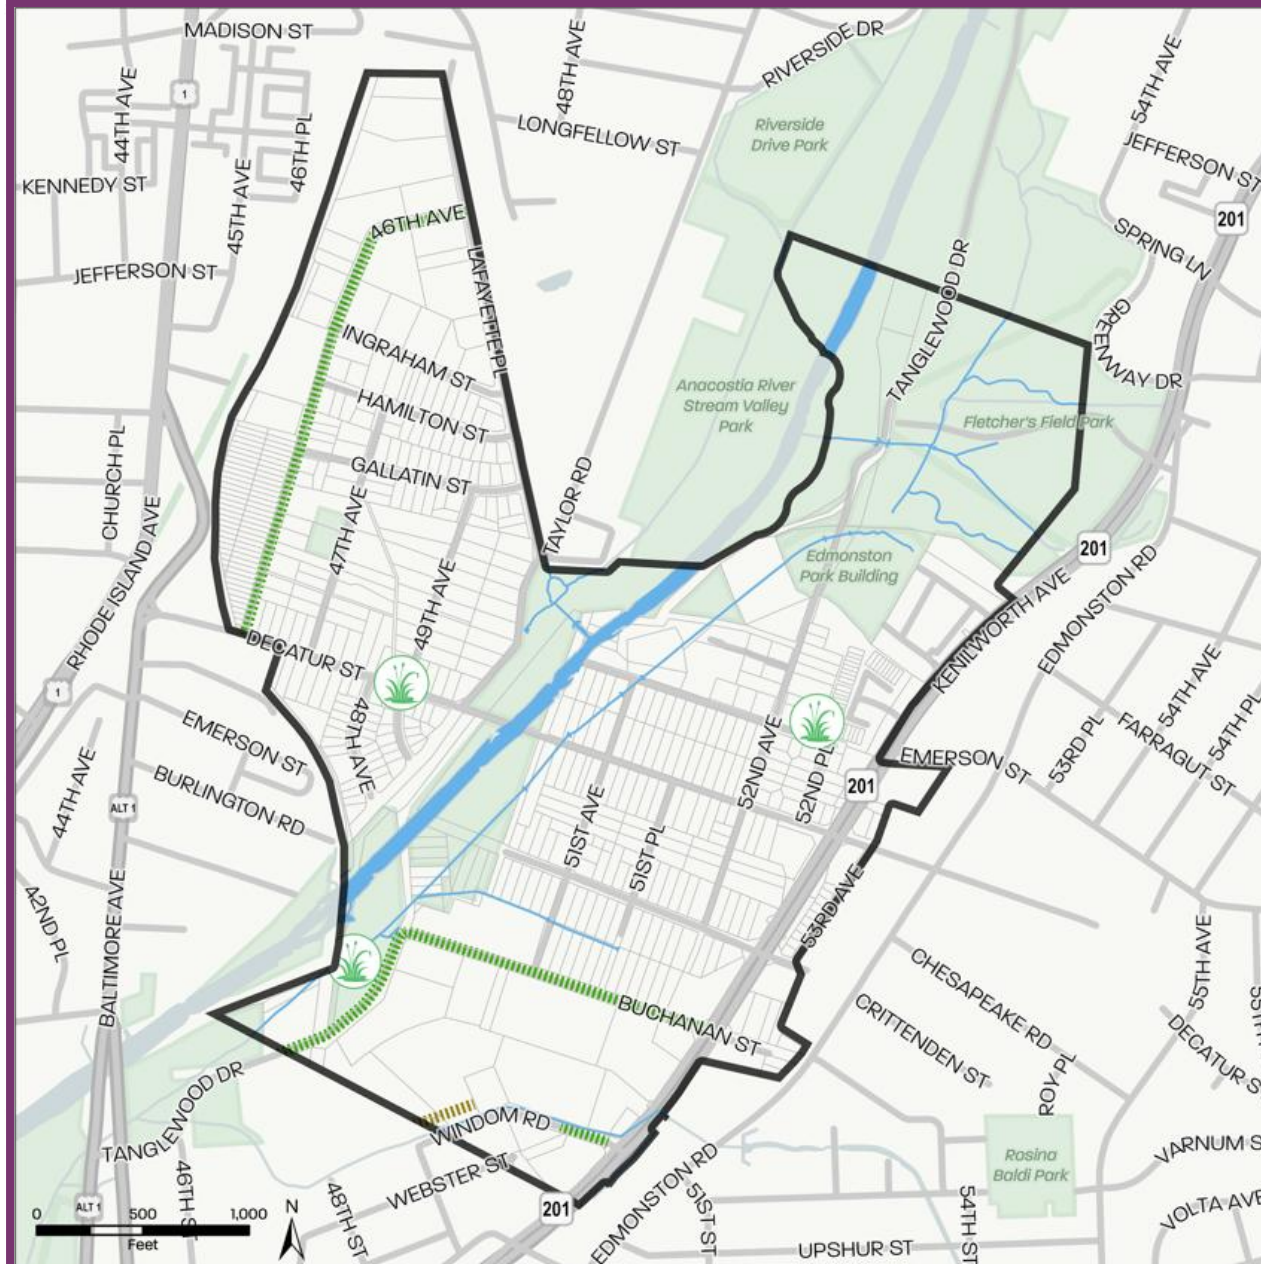 MADISON ST
44TH AVE
1
46TH PL
48TH AVE
RIVERSIDE DR
54TH AVE
LONGFELLOW ST
Riverside
Drive Park
JEFFERSON ST
KENNEDY ST
45TH AVE
201
46TH AVE
SPRING LN
JEFFERSON ST
LAFAYETTE PL
TANGLEWOOD DR
GREENWAY DR
INGRAHAM ST
HAMILTON ST
Anacostia River
Stream Valley
Park
Fletcher's Field Park
CHURCH PL
GALLATIN ST
47TH AVE
TAYLOR RD
201
RHODE ISLAND AVE
49TH AVE
Edmonston
Park Building
KENILWORTH AVE
EDMONSTON RD
DECATUR ST
1
48TH AVE
54TH AVE
54TH PL
EMERSON ST
53RD PL
FARRAGUT ST
52ND AVE
52ND PL
EMERSON ST
201
44TH AVE
ALT 1
BURLINGTON RD
51ST AVE
51ST PL
42ND PL
BALTIMORE AVE
53RD AVE
CHESAPEAKE RD
55TH AVE
55TH
BUCHANAN ST
CRITTENDEN ST
DECATUR S
ROY PL
TANGLEWOOD DR
WINDOM RD
Rosina
Baldi Park
VARNUM S
46TH ST
WEBSTER ST
ALT 1
48TH ST
201
EDMONSTON RD
51ST ST
54TH ST
VOLTA AVE
UPSHUR ST
0 500 1,000
Feet
N